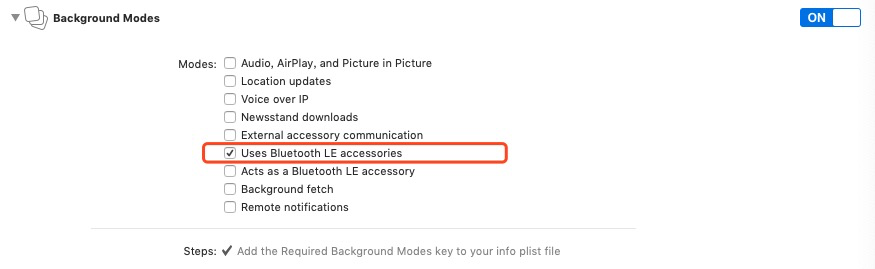 Background Modes
ON
Modes: Audio, AirPlay, and Picture in Picture
Location updates
Voice over IP
Newsstand downloads
External accessory communication
Uses Bluetooth LE accessories
Acts as a Bluetooth LE accessory
Background fetch
Remote notifications
Steps: ✔ Add the Required Background Modes key to your info plist file